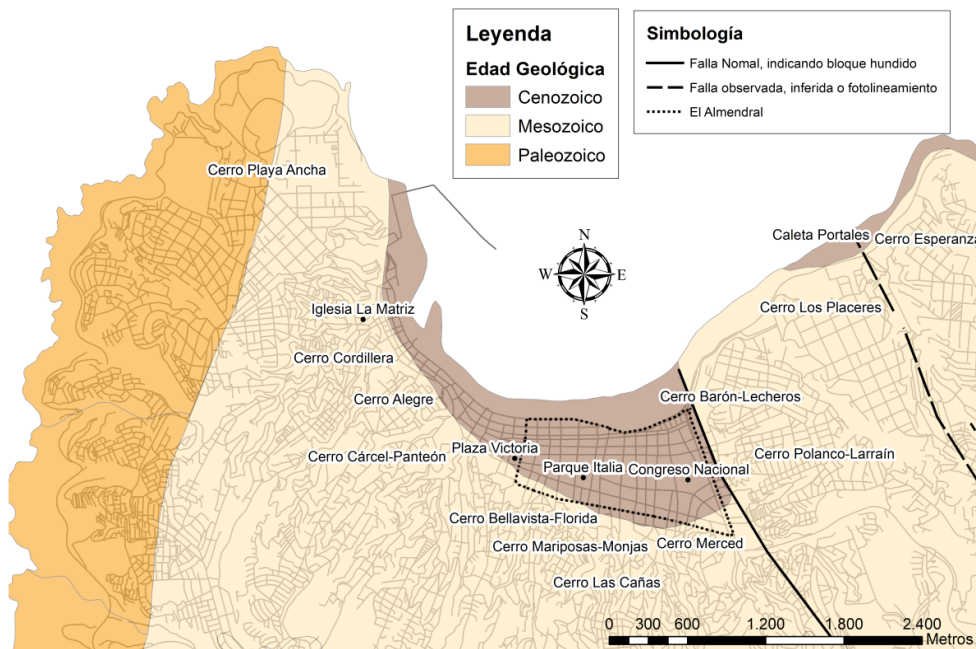 Leyenda
Edad Geológica
Cenozoico
Mesozoico
Paleozoico
Simbología
Falla Nomal, indicando bloque hundido
Falla observada, inferida o fotolineamiento
El Almendral
Cerro Playa Ancha
N
W E
S
Caleta Portales
Cerro Esperanza
Iglesia La Matriz
Cerro Los Placeres
Cerro Cordillera
Cerro Alegre
Cerro Barón-Lecheros
Plaza Victoria
Cerro Cárcel-Panteón
Parque Italia
Congreso Nacional
Cerro Polanco-Larraín
Cerro Bellavista-Florida
Cerro Mariposas-Monjas
Cerro Merced
Cerro Las Cañas
0 300 600 1.200 1.800 2.400
Metros